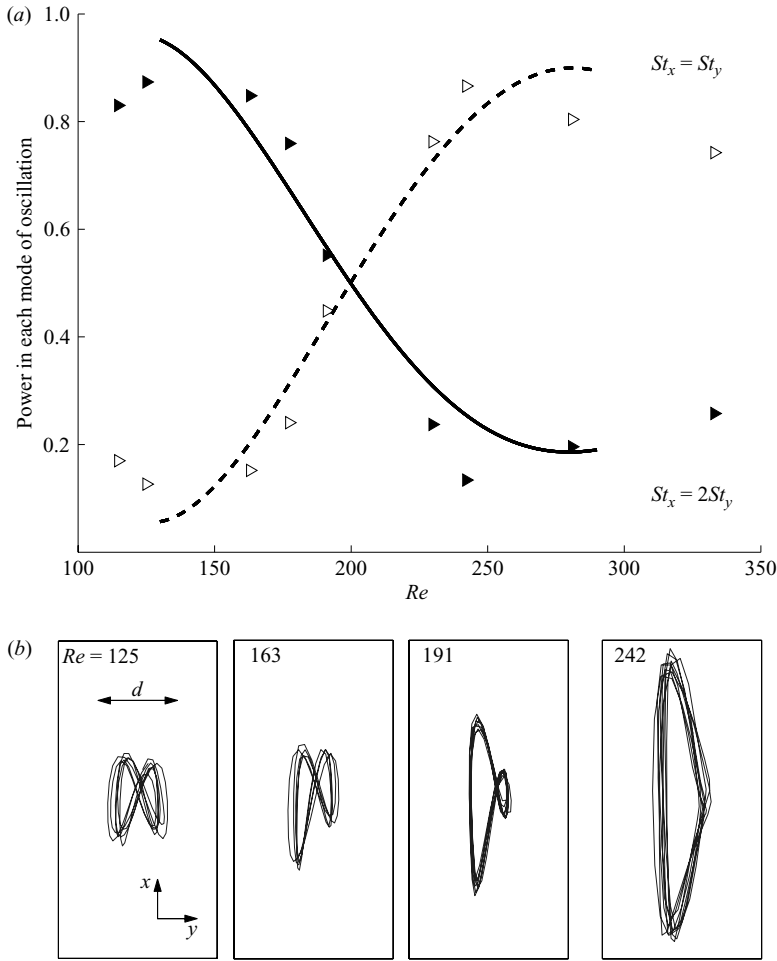 (a)
1.0
0.8
0.6
0.4
0.2
Power in each mode of oscillation
St_x = St_y
St_x = 2St_y
100 150 200 250 300 350
Re
(b)
Re = 125
d
x
y
163
191
242